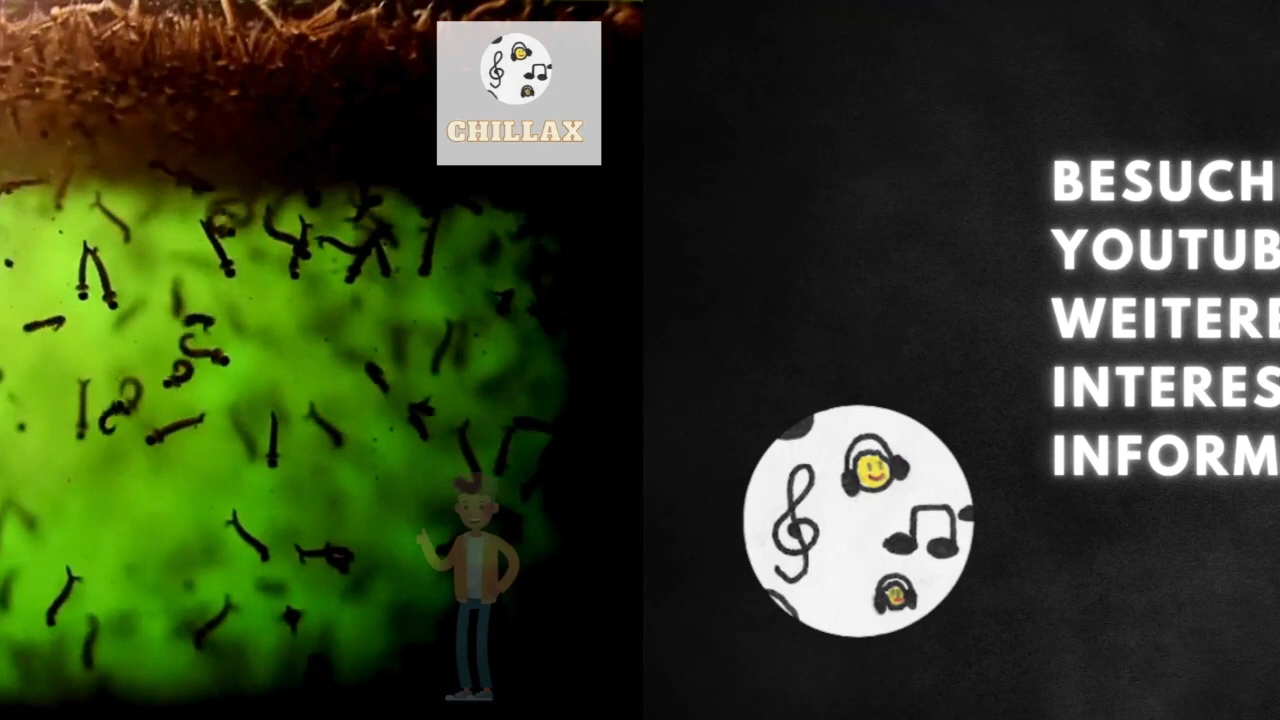 CHILLAX
BESUCH
YOUTUB
WEITERE
INTERES
INFORM